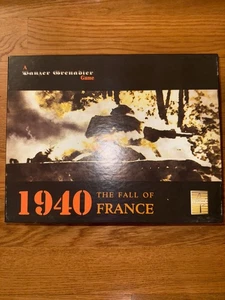 A
Panzer Grenadier
Game
1940
THE FALL OF
FRANCE